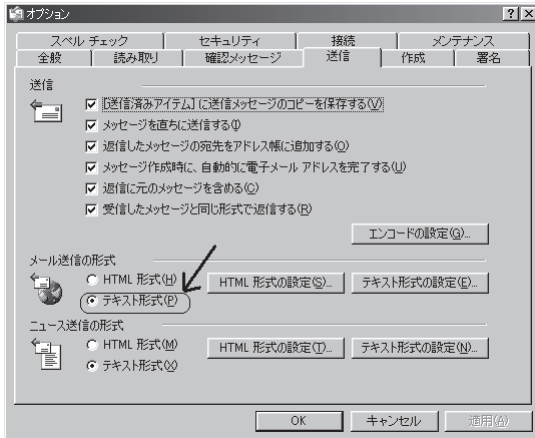 オプション
スペル チェック セキュリティ 接続 メンテナンス
全般 読み取り 確認メッセージ 送信 作成 署名
送信
[送信済みアイテム] に送信メッセージのコピーを保存する(V)
メッセージを直ちに送信する(I)
返信したメッセージの宛先をアドレス帳に追加する(O)
メッセージ作成時に、自動的に電子メール アドレスを完了する(U)
返信に元のメッセージを含める(C)
受信したメッセージと同じ形式で返信する(R)
エンコードの設定(G)...
メール送信の形式
HTML 形式(H) HTML 形式の設定(S)... テキスト形式の設定(E)...
テキスト形式(P)
ニュース送信の形式
HTML 形式(M) HTML 形式の設定(T)... テキスト形式の設定(N)...
テキスト形式(X)
OK キャンセル 適用(A)